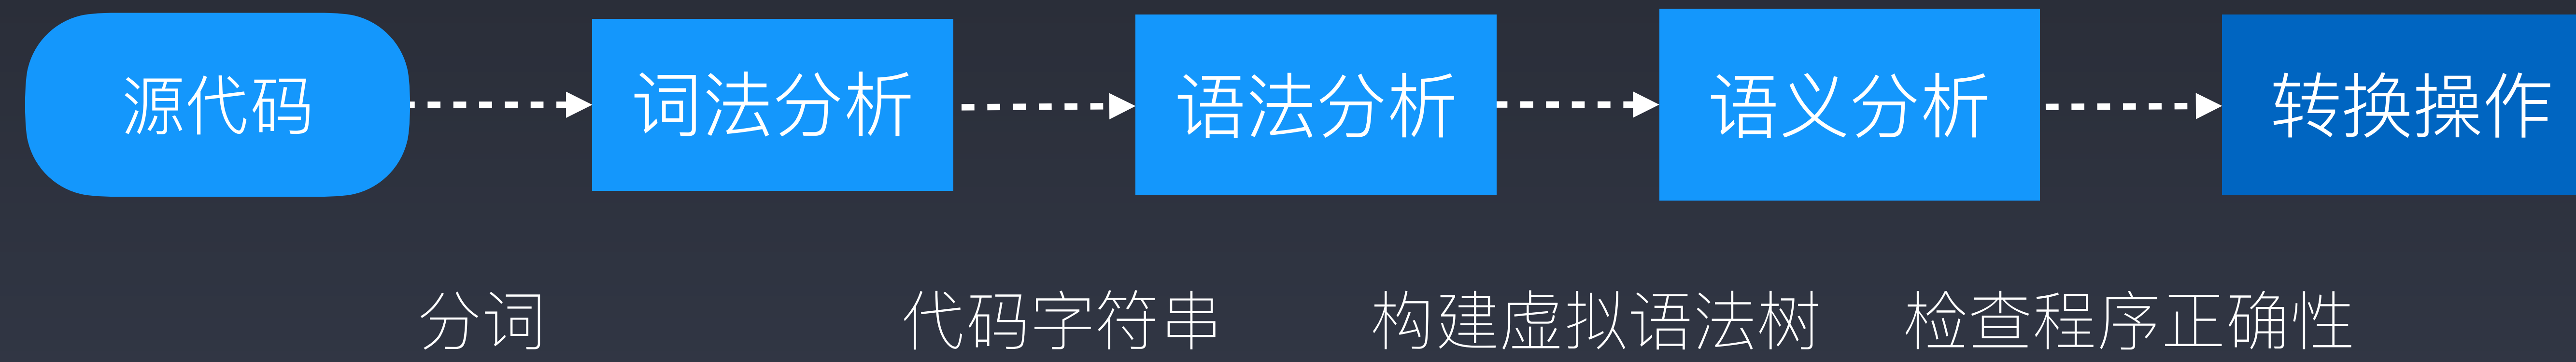 源代码 词法分析 语法分析 语义分析 转换操作
分词 代码字符串 构建虚拟语法树 检查程序正确性